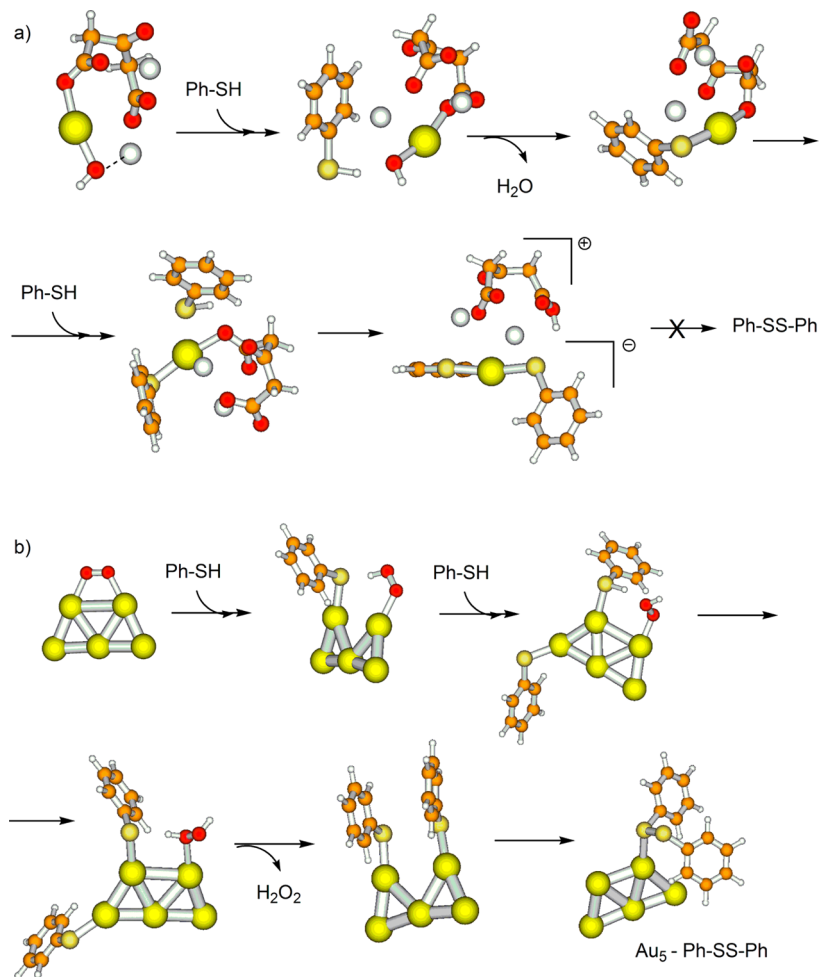 a)
Ph-SH
H2O
Ph-SH
⊕
⊖
X
Ph-SS-Ph
b)
Ph-SH
Ph-SH
H2O2
Au5 - Ph-SS-Ph